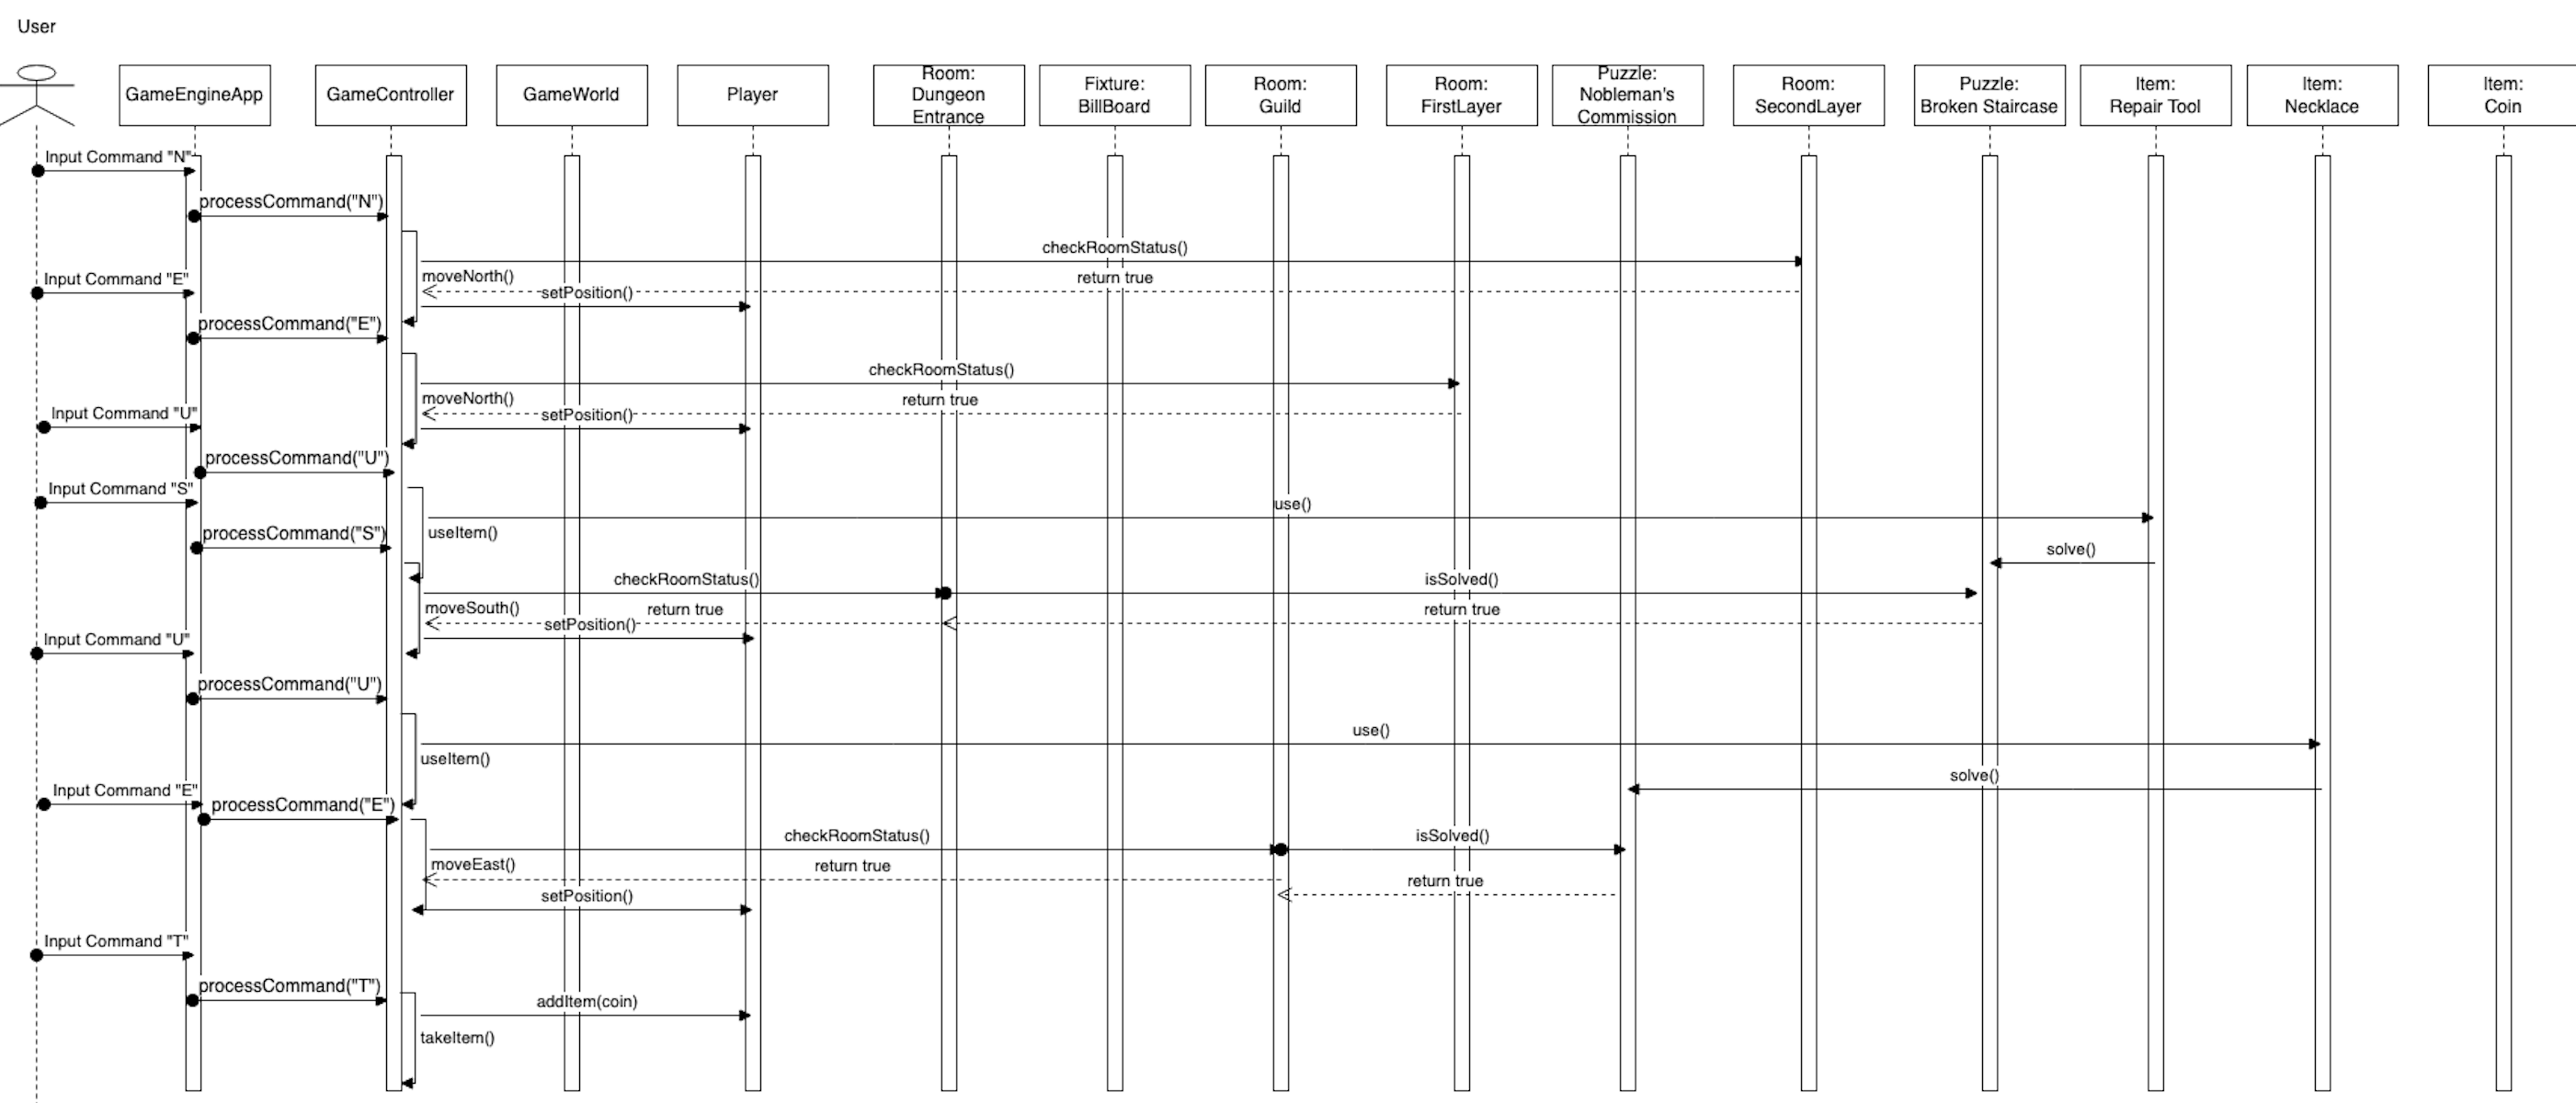 User
GameEngineApp
GameController
GameWorld
Player
Room:
Dungeon
Entrance
Fixture:
BillBoard
Room:
Guild
Room:
FirstLayer
Puzzle:
Nobleman's
Commission
Room:
SecondLayer
Puzzle:
Broken Staircase
Item:
Repair Tool
Item:
Necklace
Item:
Coin
Input Command "N"
processCommand("N")
checkRoomStatus()
moveNorth()
return true
Input Command "E"
setPosition()
processCommand("E")
checkRoomStatus()
moveNorth()
return true
Input Command "U"
setPosition()
processCommand("U")
Input Command "S"
use()
processCommand("S")
useItem()
solve()
checkRoomStatus()
isSolved()
moveSouth()
return true
return true
setPosition()
Input Command "U"
processCommand("U")
use()
useItem()
solve()
Input Command "E"
processCommand("E")
checkRoomStatus()
isSolved()
moveEast()
return true
return true
setPosition()
Input Command "T"
processCommand("T")
addItem(coin)
takeItem()